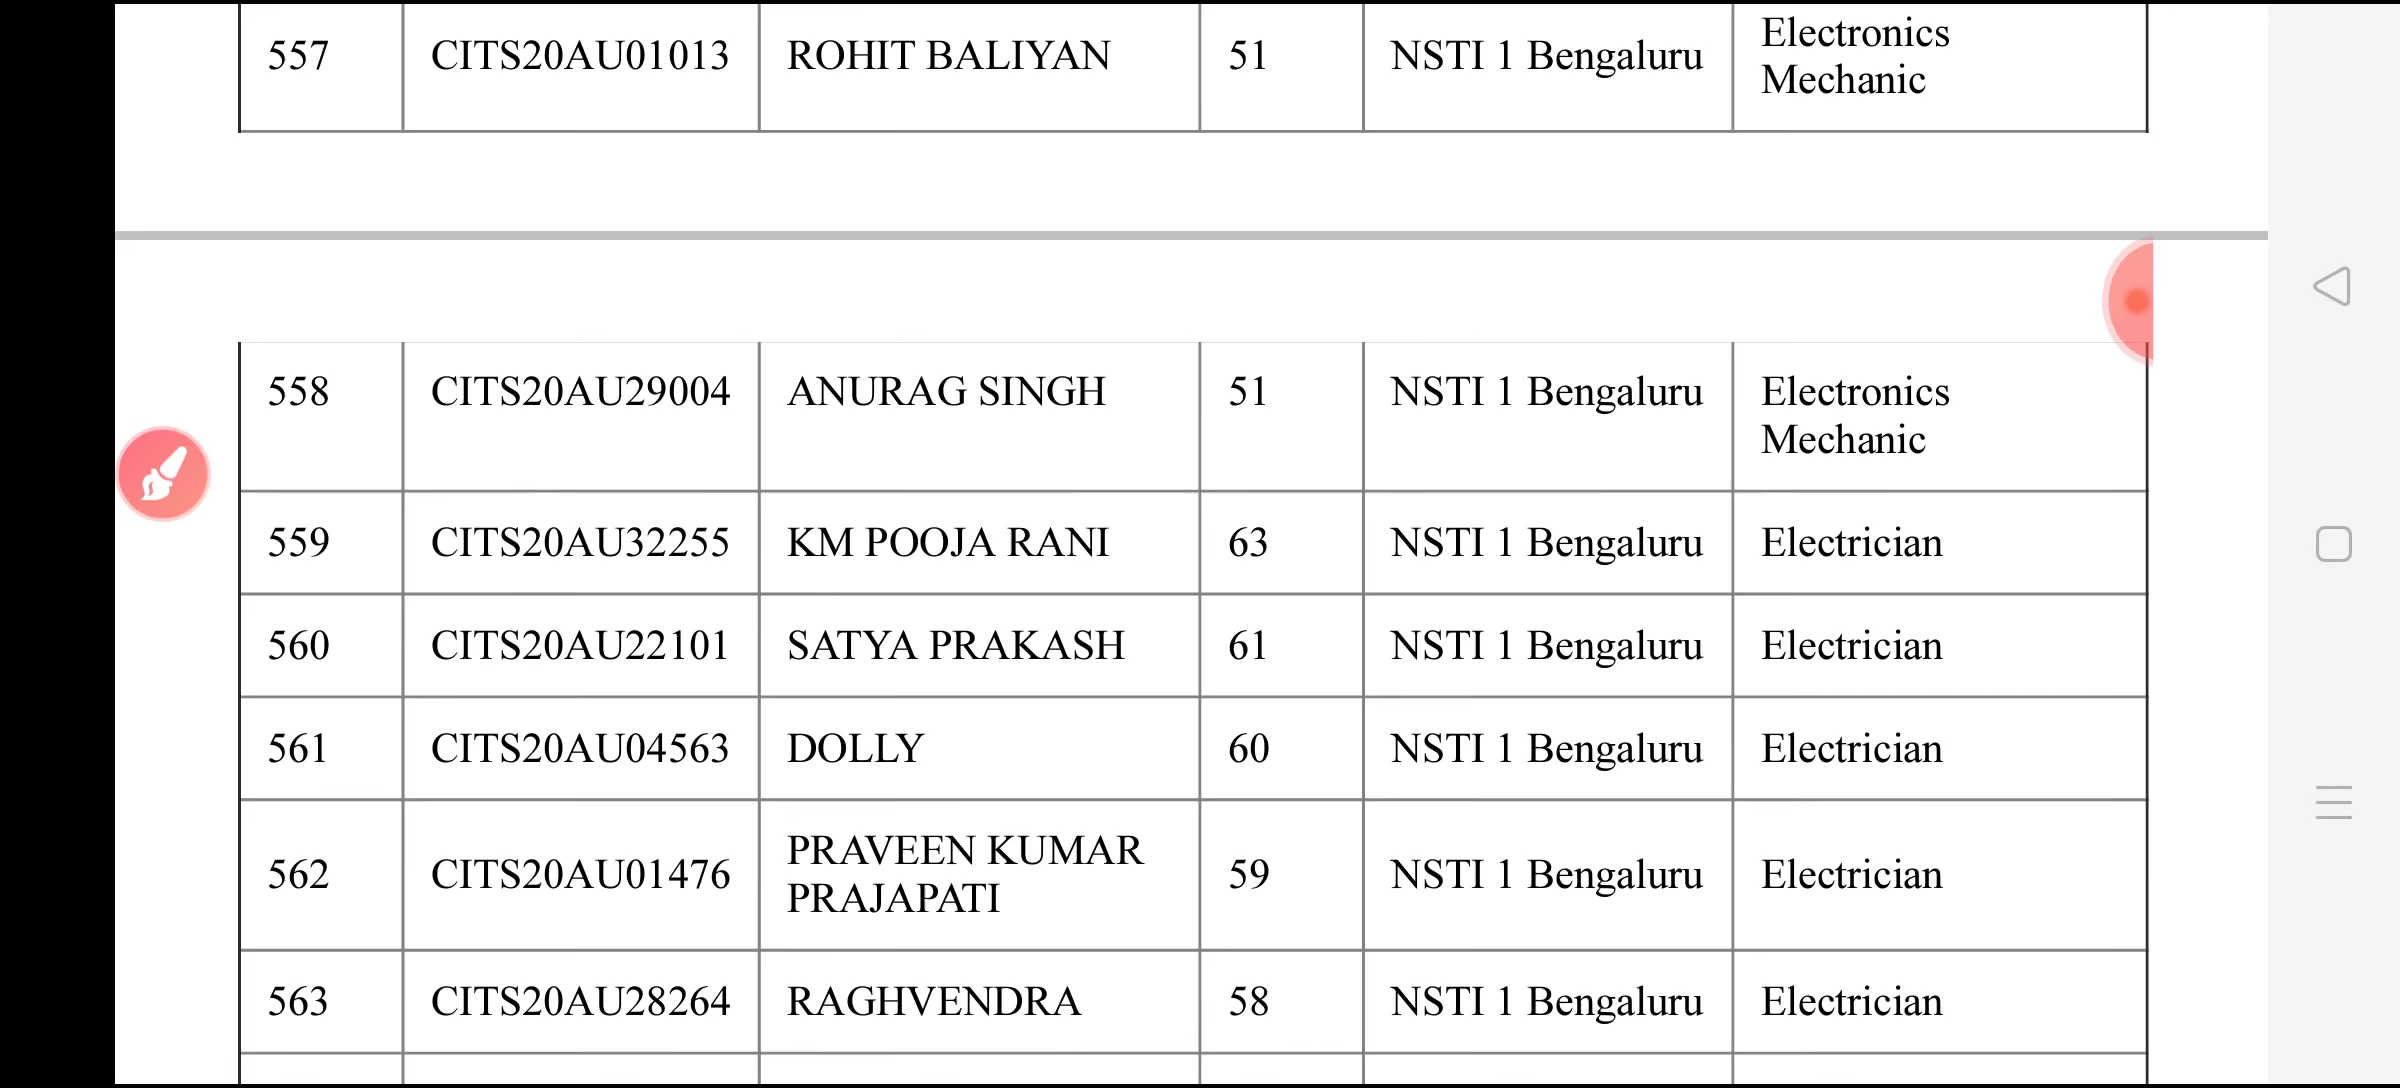 557 CITS20AU01013 ROHIT BALIYAN 51 NSTI 1 Bengaluru Electronics
Mechanic
558 CITS20AU29004 ANURAG SINGH 51 NSTI 1 Bengaluru Electronics
Mechanic
559 CITS20AU32255 KM POOJA RANI 63 NSTI 1 Bengaluru Electrician
560 CITS20AU22101 SATYA PRAKASH 61 NSTI 1 Bengaluru Electrician
561 CITS20AU04563 DOLLY 60 NSTI 1 Bengaluru Electrician
562 CITS20AU01476 PRAVEEN KUMAR
PRAJAPATI 59 NSTI 1 Bengaluru Electrician
563 CITS20AU28264 RAGHVENDRA 58 NSTI 1 Bengaluru Electrician